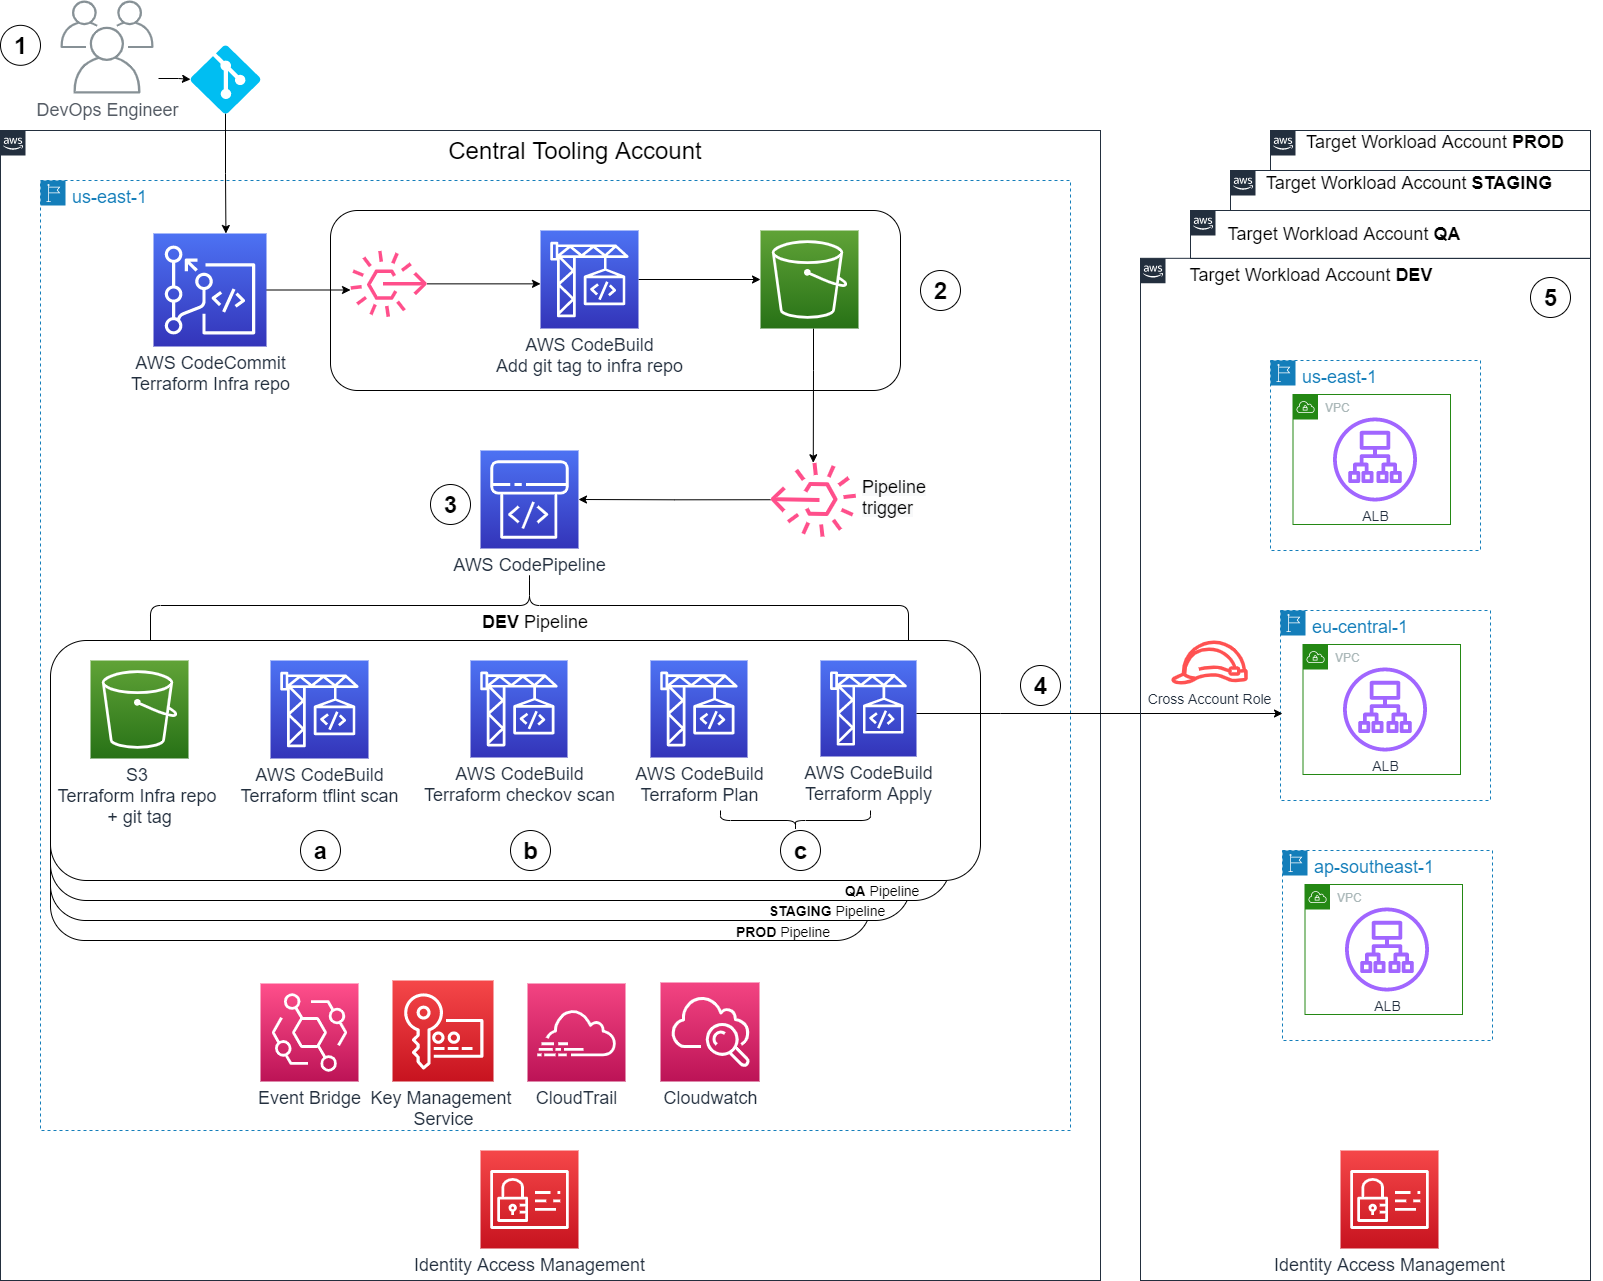 1
DevOps Engineer
aws
Central Tooling Account
us-east-1
AWS CodeCommit
Terraform Infra repo
AWS CodeBuild
Add git tag to infra repo
2
3
AWS CodePipeline
Pipeline
trigger
DEV Pipeline
S3
Terraform Infra repo
+ git tag
AWS CodeBuild
Terraform tflint scan
AWS CodeBuild
Terraform checkov scan
AWS CodeBuild
Terraform Plan
AWS CodeBuild
Terraform Apply
a
b
c
QA Pipeline
STAGING Pipeline
PROD Pipeline
4
Event Bridge
Key Management
Service
CloudTrail
Cloudwatch
Identity Access Management
aws
Target Workload Account PROD
aws
Target Workload Account STAGING
aws
Target Workload Account QA
aws
Target Workload Account DEV
5
us-east-1
VPC
ALB
Cross Account Role
eu-central-1
VPC
ALB
ap-southeast-1
VPC
ALB
Identity Access Management